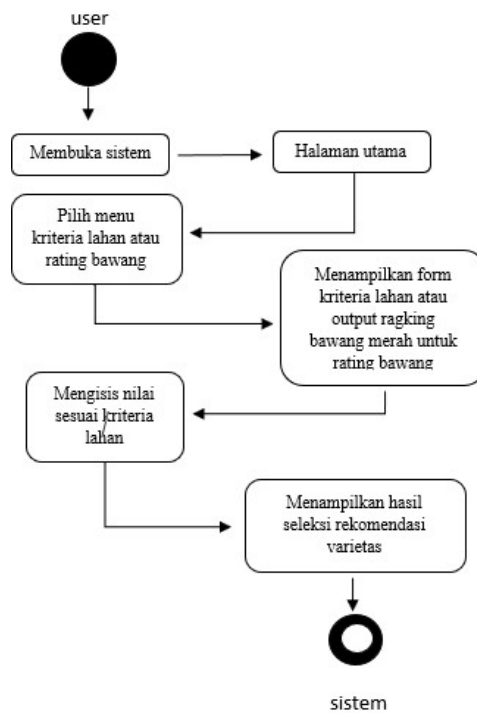 user
Membuka sistem
Halaman utama
Pilih menu
kriteria lahan atau
rating bawang
Menampilkan form
kriteria lahan atau
output ragking
bawang merah untuk
rating bawang
Mengisis nilai
sesuai kriteria
lahan
Menampilkan hasil
seleksi rekomendasi
varietas
sistem